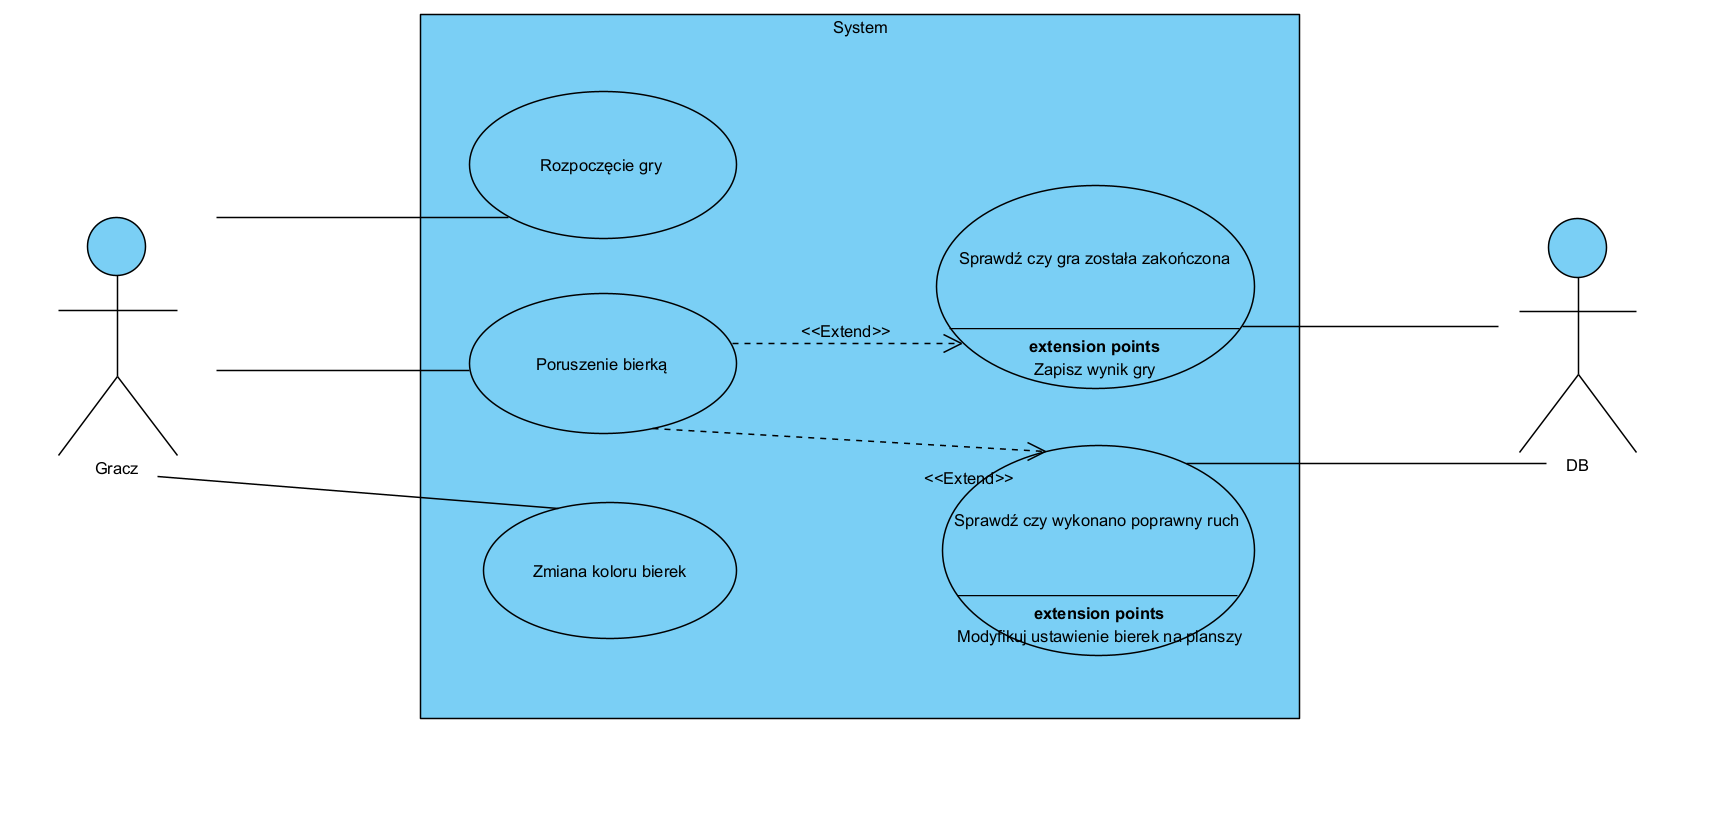 System
Rozpoczęcie gry
Sprawdź czy gra została zakończona
<<Extend>>
extension points
Zapisz wynik gry
Poruszenie bierką
Gracz
DB
<<Extend>>
Sprawdź czy wykonano poprawny ruch
Zmiana koloru bierek
extension points
Modyfikuj ustawienie bierek na planszy